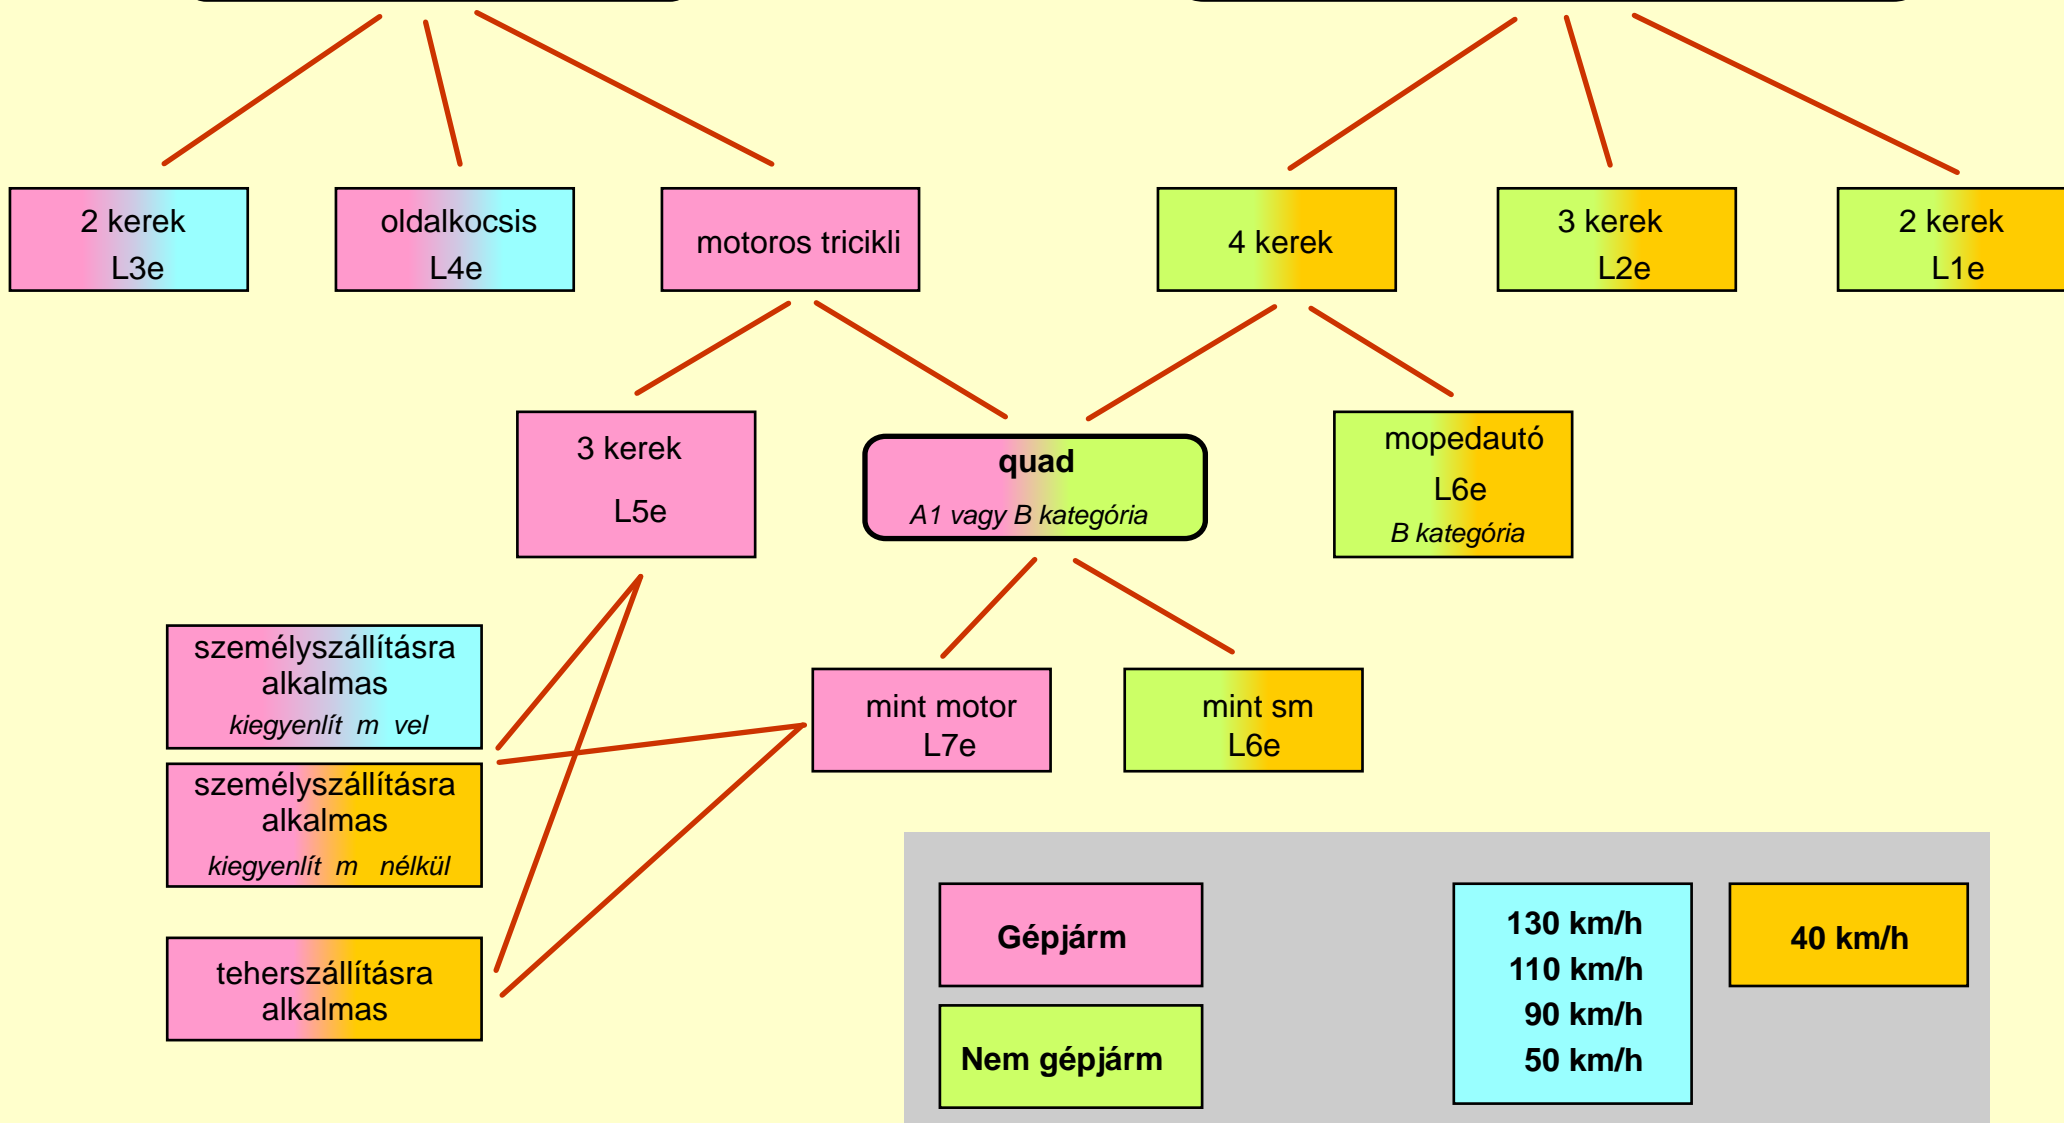 2 kerek
L3e
oldalkocsis
L4e
motoros tricikli
4 kerek
3 kerek
L2e
2 kerek
L1e
3 kerek
L5e
quad
A1 vagy B kategória
mopedautó
L6e
B kategória
személyszállításra
alkalmas
kiegyenlít m vel
személyszállításra
alkalmas
kiegyenlít m nélkül
teherszállításra
alkalmas
mint motor
L7e
mint sm
L6e
Gépjárm
Nem gépjárm
130 km/h
110 km/h
90 km/h
50 km/h
40 km/h